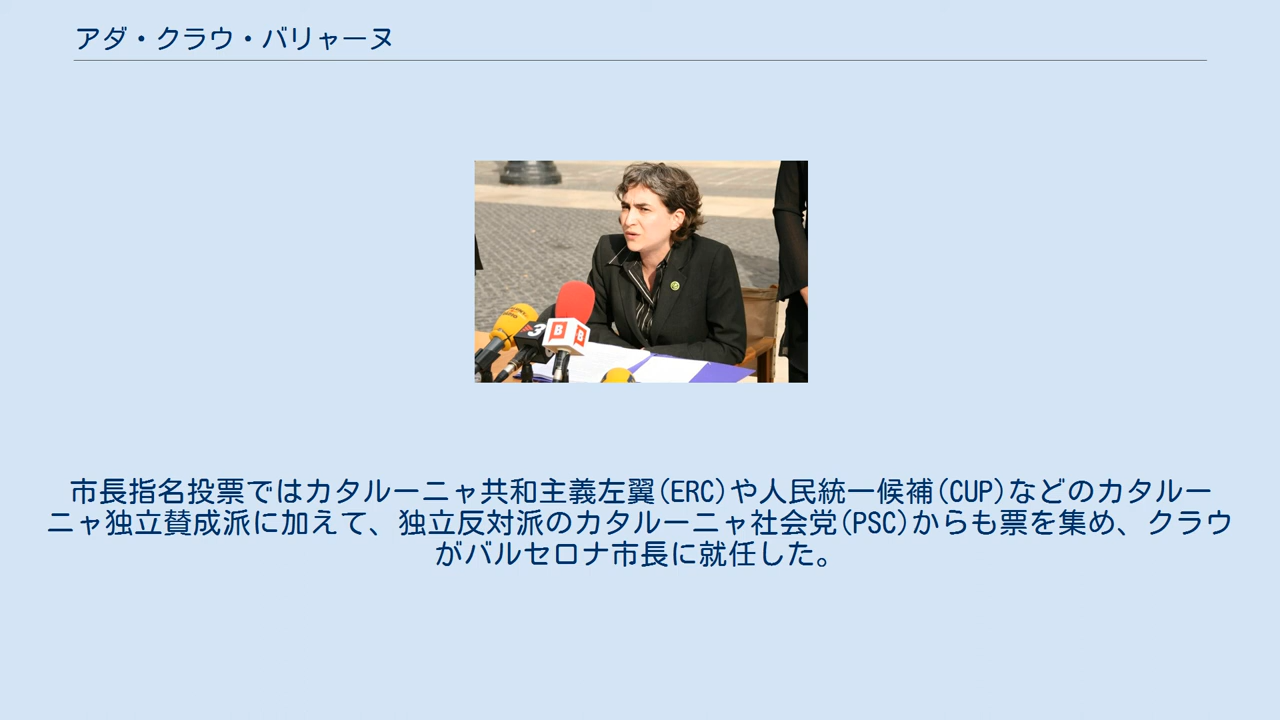 アダ・クラウ・バリャーヌ
3
B
B
市長指名投票ではカタルーニャ共和主義左翼(ERC)や人民統一候補(CUP)などのカタルー
ニャ独立賛成派に加えて、独立反対派のカタルーニャ社会党(PSC)からも票を集め、クラウ
がバルセロナ市長に就任した。